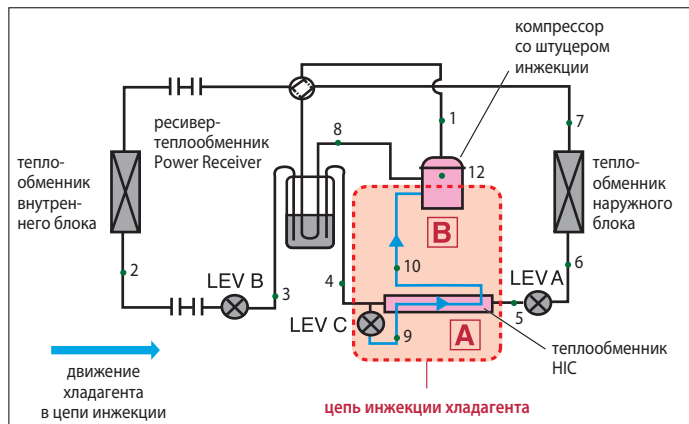 компрессор
со штуцером
инжекции
ресивер-
теплообменник
Power Receiver
8
1
7
12
тепло-
обменник
внутрен-
него блока
тепло-
обменник
наружного
блока
B
2
LEV B
3
4
10
LEV A
6
5
LEV C
9
A
движение
хладагента
в цепи инжекции
теплообменник
HIC
цепь инжекции хладагента